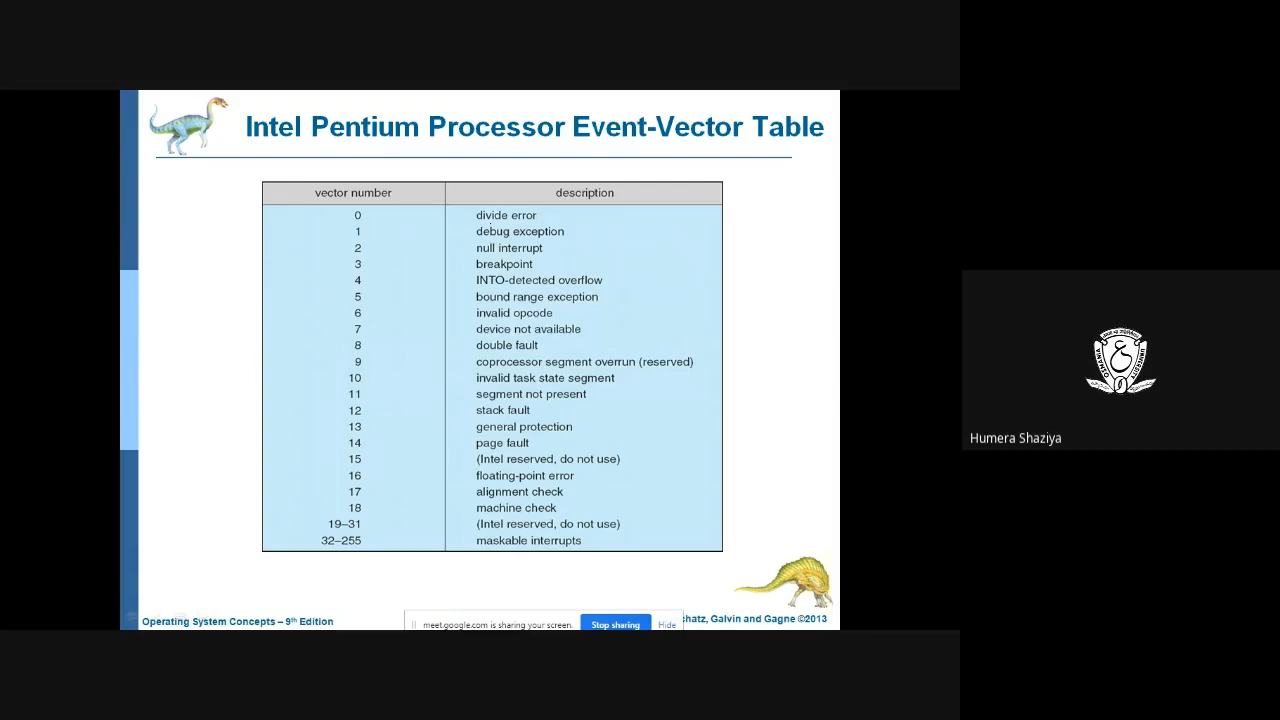 Intel Pentium Processor Event-Vector Table
vector number description
0 divide error
1 debug exception
2 null interrupt
3 breakpoint
4 INTO-detected overflow
5 bound range exception
6 invalid opcode
7 device not available
8 double fault
9 coprocessor segment overrun (reserved)
10 invalid task state segment
11 segment not present
12 stack fault
13 general protection
14 page fault
15 (Intel reserved, do not use)
16 floating-point error
17 alignment check
18 machine check
19–31 (Intel reserved, do not use)
32–255 maskable interrupts
Operating System Concepts – 9th Edition
meet.google.com is sharing your screen. Stop sharing Hide
chatz, Galvin and Gagne ©2013
OSMANIA UNIVERSITY
Humera Shaziya